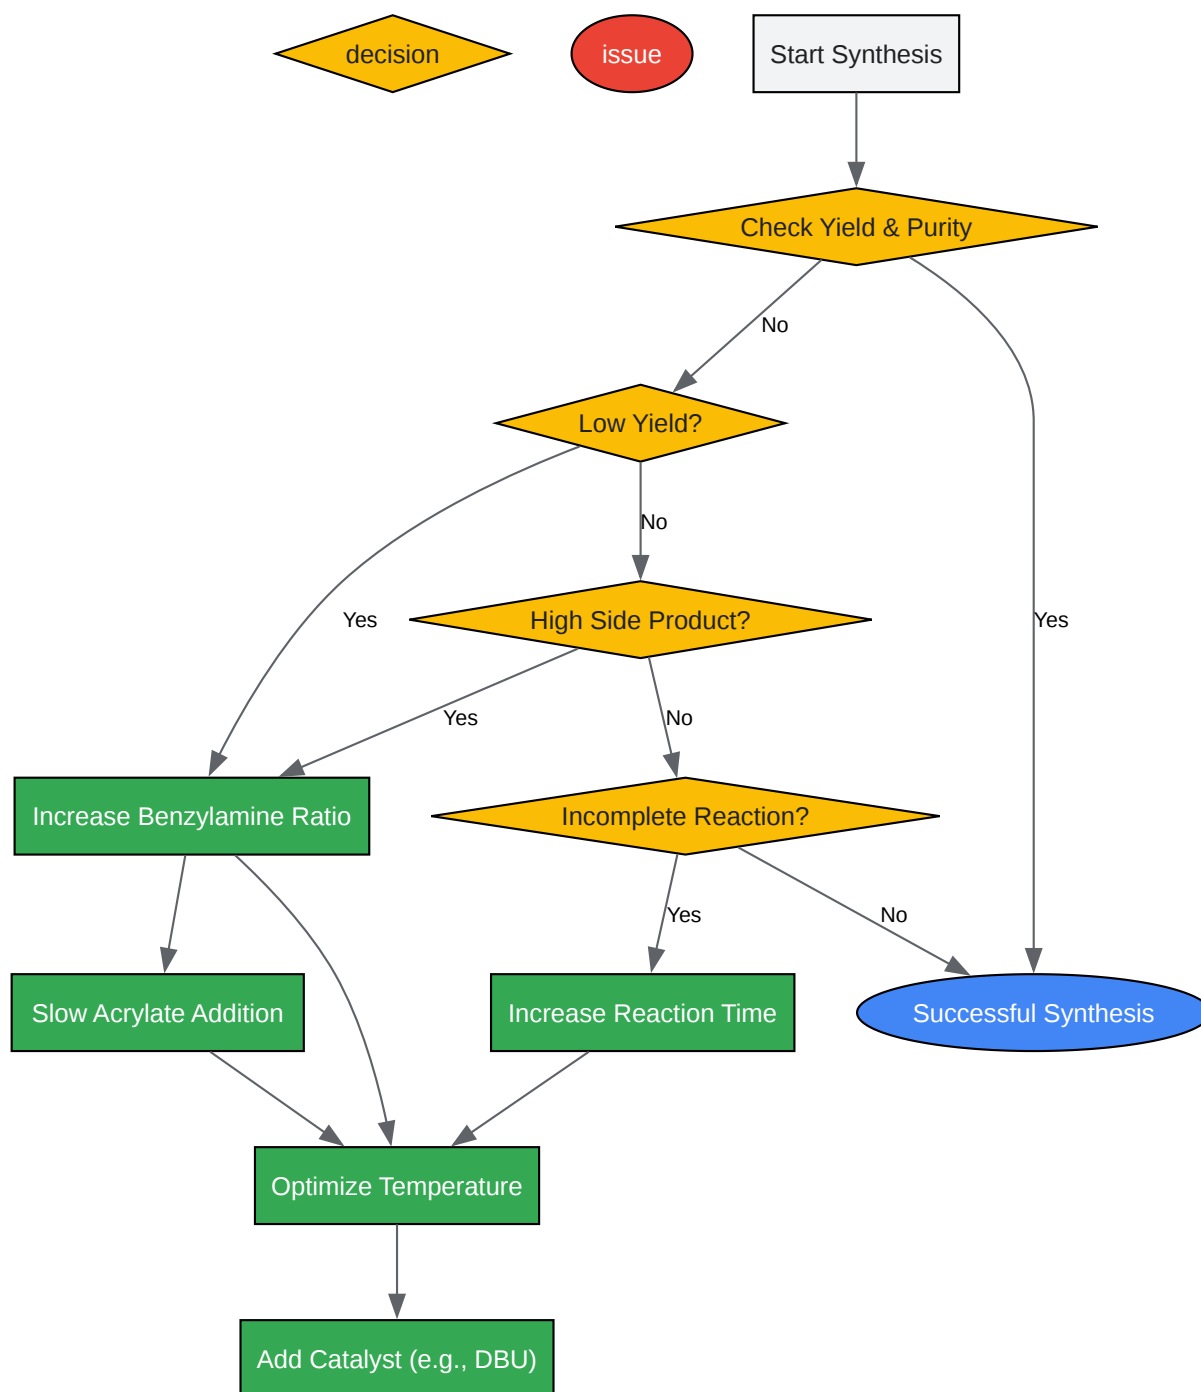 decision
issue
Start Synthesis
Check Yield & Purity
No
Low Yield?
No
Yes
High Side Product?
Yes
Yes
No
Increase Benzylamine Ratio
Incomplete Reaction?
Yes
No
Slow Acrylate Addition
Increase Reaction Time
Successful Synthesis
Optimize Temperature
Add Catalyst (e.g., DBU)